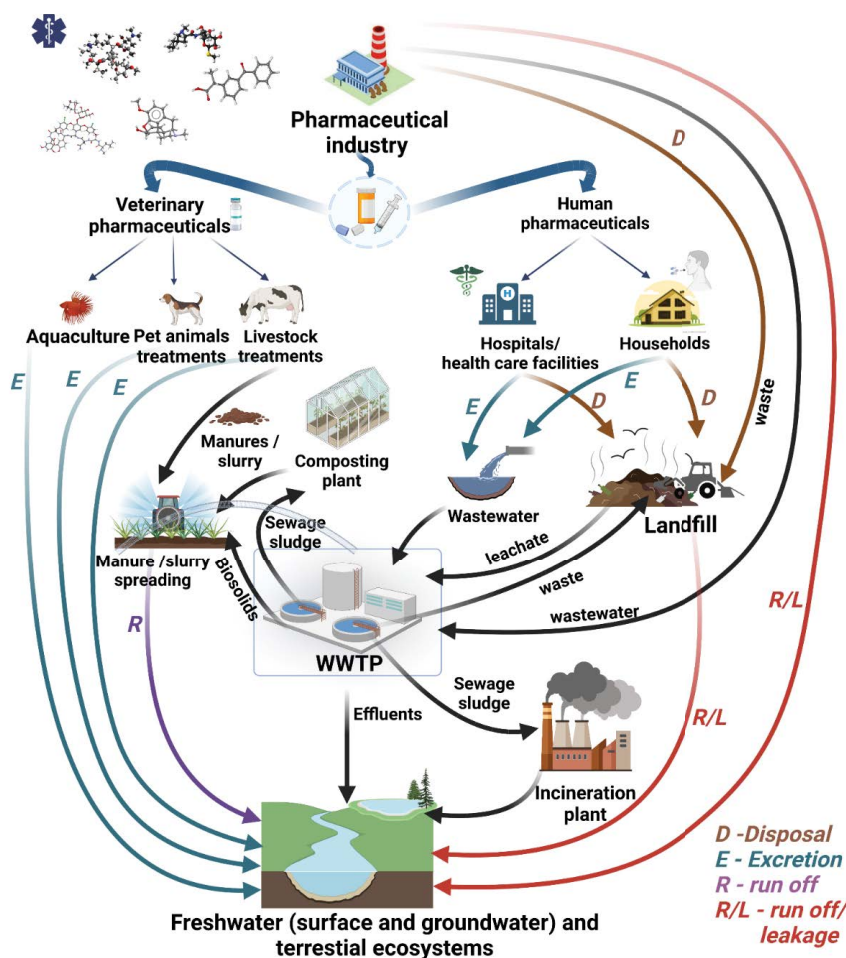 Pharmaceutical
industry
D
Veterinary
pharmaceuticals
Human
pharmaceuticals
Aquaculture
Pet animals
treatments
Livestock
treatments
Hospitals/
health care facilities
Households
E
E
E
E
E
D
D
waste
Manures /
slurry
Composting
plant
Wastewater
Landfill
Sewage
sludge
Manure /slurry
spreading
Biosolids
leachate
waste
wastewater
R/L
R
WWTP
Sewage
sludge
Effluents
R/L
Incineration
plant
D -Disposal
E - Excretion
R - run off
R/L - run off/
leakage
Freshwater (surface and groundwater) and
terrestial ecosystems
H